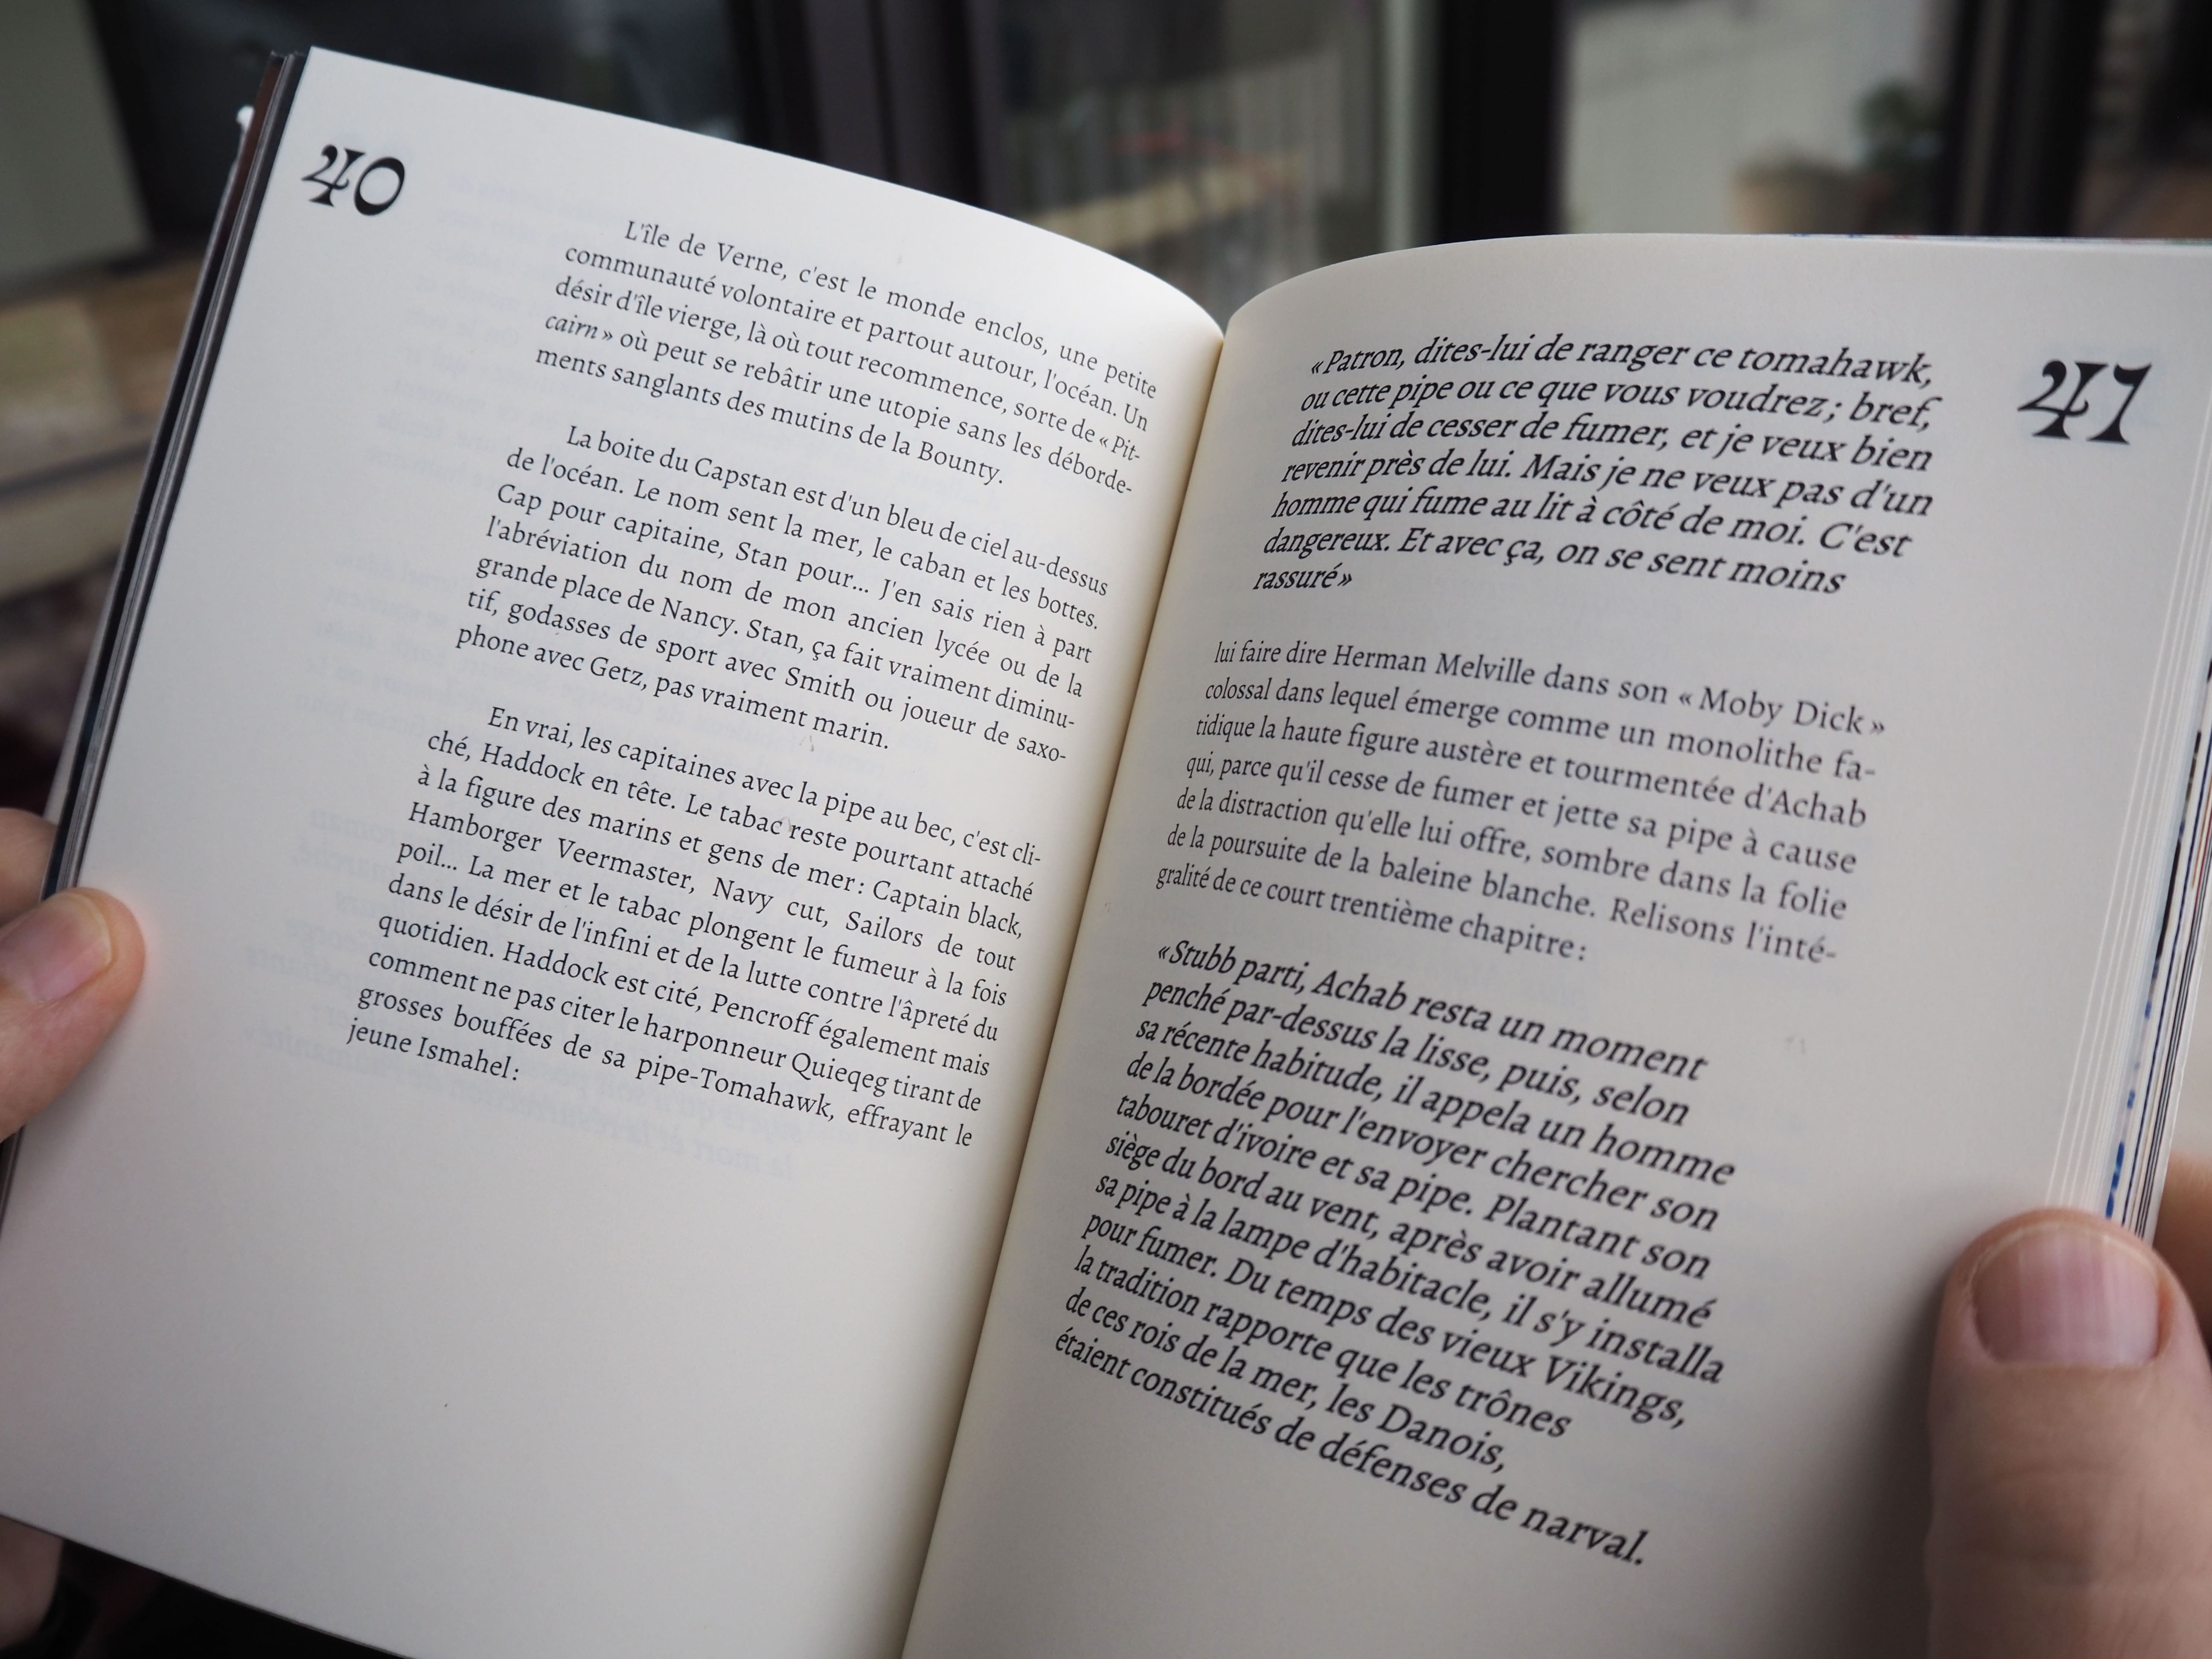 40
L'île de Verne, c'est le monde enclos, une petite
communauté volontaire et partout autour, l'océan. Un
désir d'île vierge, là où tout recommence, sorte de « Pit-
cairn » où peut se rebâtir une utopie sans les déborde-
ments sanglants des mutins de la Bounty.
La boite du Capstan est d'un bleu de ciel au-dessus
de l'océan. Le nom sent la mer, le caban et les bottes.
Cap pour capitaine, Stan pour... J'en sais rien à part
l'abréviation du nom de mon ancien lycée ou de la
grande place de Nancy. Stan, ça fait vraiment diminu-
tif, godasses de sport avec Smith ou joueur de saxo-
phone avec Getz, pas vraiment marin.
En vrai, les capitaines avec la pipe au bec, c'est cli-
ché, Haddock en tête. Le tabac reste pourtant attaché
à la figure des marins et gens de mer : Captain black,
Hamborger Veermaster, Navy cut, Sailors de tout
poil... La mer et le tabac plongent le fumeur à la fois
dans le désir de l'infini et de la lutte contre l'âpreté du
quotidien. Haddock est cité, Pencroff également mais
comment ne pas citer le harponneur Quieqeg tirant de
grosses bouffées de sa pipe-Tomahawk, effrayant le
jeune Ismahel :
41
« Patron, dites-lui de ranger ce tomahawk,
ou cette pipe ou ce que vous voudrez ; bref,
dites-lui de cesser de fumer, et je veux bien
revenir près de lui. Mais je ne veux pas d'un
homme qui fume au lit à côté de moi. C'est
dangereux. Et avec ça, on se sent moins
rassuré »
lui faire dire Herman Melville dans son « Moby Dick »
colossal dans lequel émerge comme un monolithe fa-
tidique la haute figure austère et tourmentée d'Achab
qui, parce qu'il cesse de fumer et jette sa pipe à cause
de la distraction qu'elle lui offre, sombre dans la folie
de la poursuite de la baleine blanche. Relisons l'inté-
gralité de ce court trentième chapitre :
« Stubb parti, Achab resta un moment
penché par-dessus la lisse, puis, selon
sa récente habitude, il appela un homme
de la bordée pour l'envoyer chercher son
tabouret d'ivoire et sa pipe. Plantant son
siège du bord au vent, après avoir allumé
sa pipe à la lampe d'habitacle, il s'y installa
pour fumer. Du temps des vieux Vikings,
la tradition rapporte que les trônes
de ces rois de la mer, les Danois,
étaient constitués de défenses de narval.